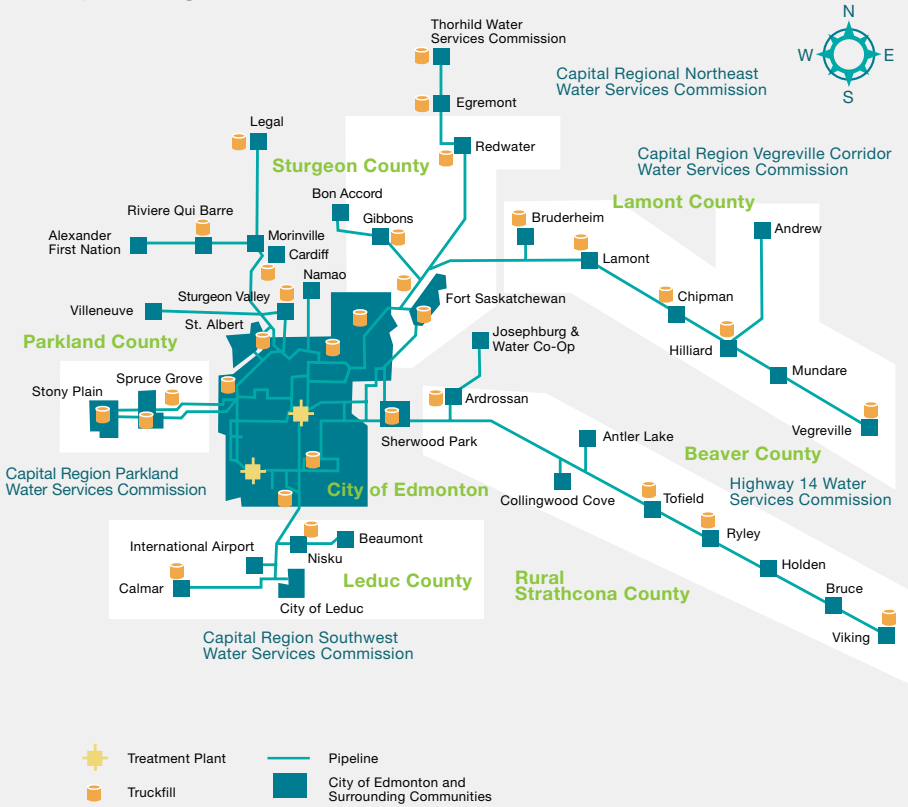 Thorhild Water
Services Commission
N
W
E
S
Capital Regional Northeast
Water Services Commission
Egremont
Legal
Redwater
Sturgeon County
Capital Region Vegreville Corridor
Water Services Commission
Lamont County
Bon Accord
Riviere Qui Barre
Gibbons
Bruderheim
Andrew
Alexander
First Nation
Morinville
Cardiff
Lamont
Namao
Villeneuve
Sturgeon Valley
Fort Saskatchewan
Chipman
St. Albert
Parkland County
Josephburg &
Water Co-Op
Hilliard
Mundare
Stony Plain
Spruce Grove
Ardrossan
Vegreville
Sherwood Park
Antler Lake
Beaver County
Capital Region Parkland
Water Services Commission
City of Edmonton
Collingwood Cove
Highway 14 Water
Services Commission
Tofield
Ryley
International Airport
Beaumont
Nisku
Holden
Calmar
Leduc County
Rural
Strathcona County
City of Leduc
Bruce
Viking
Capital Region Southwest
Water Services Commission
Treatment Plant
Pipeline
Truckfill
City of Edmonton and
Surrounding Communities